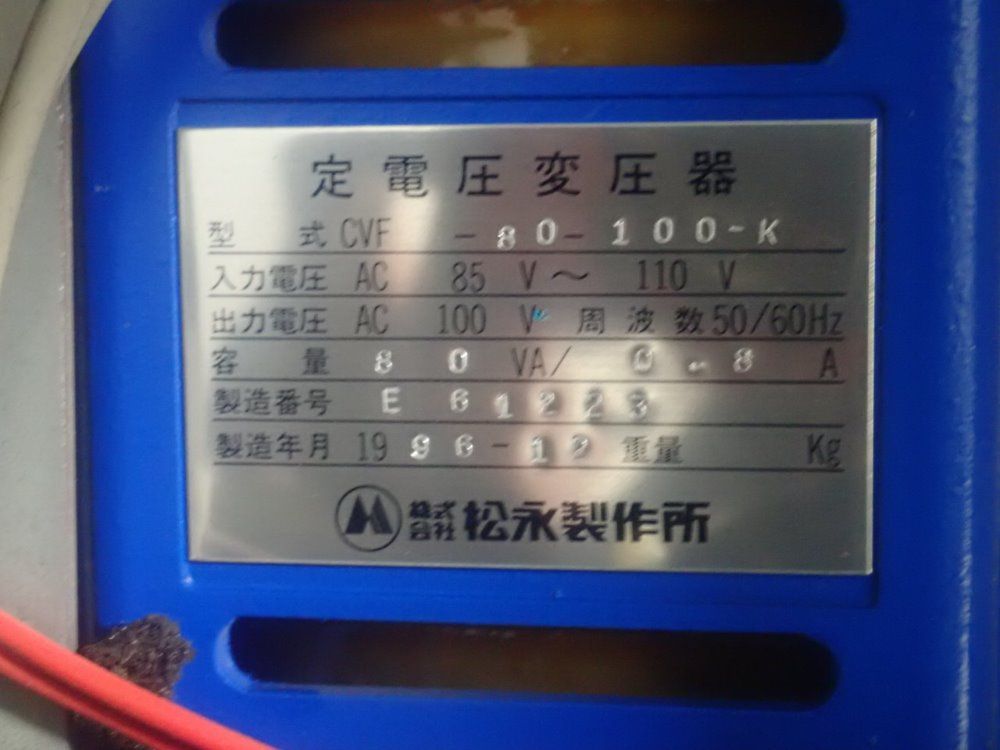 定電圧変圧器
型式 CVF -80-100-K
入力電圧 AC 85 V～ 110 V
出力電圧 AC 100 V 周波数 50/60Hz
容量 80 VA/ 0.8 A
製造番号 E 61223
製造年月 1996-12 重量 Kg
株式会社 松永製作所